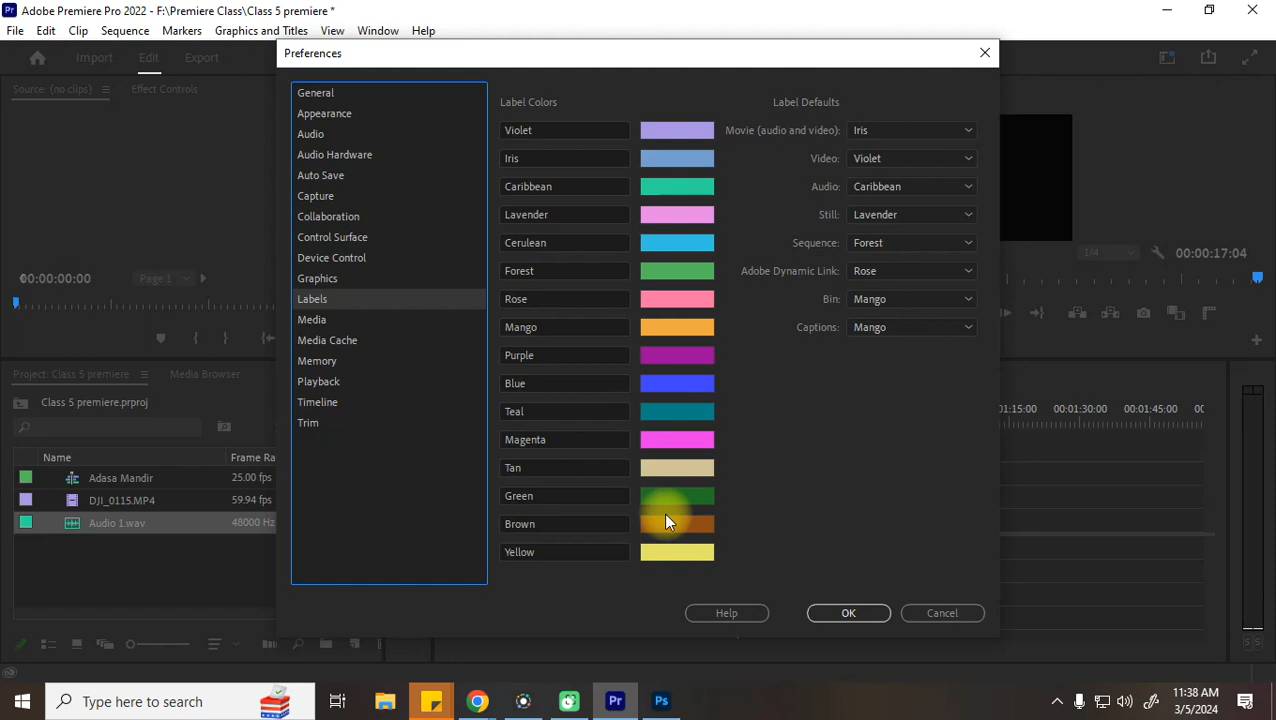 Adobe Premiere Pro 2022 - F:\Premiere Class\Class 5 premiere *
File Edit Clip Sequence Markers Graphics and Titles View Window Help
Preferences
Import Edit Export
Source: (no clips) Effect Controls
General
Appearance
Audio
Audio Hardware
Auto Save
Capture
Collaboration
Control Surface
Device Control
Graphics
Labels
Media
Media Cache
Memory
Playback
Timeline
Trim
Label Colors
Violet
Iris
Caribbean
Lavender
Cerulean
Forest
Rose
Mango
Purple
Blue
Teal
Magenta
Tan
Green
Brown
Yellow
Label Defaults
Movie (audio and video): Iris
Video: Violet
Audio: Caribbean
Still: Lavender
Sequence: Forest
Adobe Dynamic Link: Rose
Bin: Mango
Captions: Mango
Help OK Cancel
00:00:00:00 Page 1
1/4 00:00:17:04
Project: Class 5 premiere Media Browser
Class 5 premiere.prproj
Name Frame Ra
Adasa Mandir 25.00 fps
DJI_0115.MP4 59.94 fps
Audio 1.wav 48000 Hz
:01:15:00 00:01:30:00 00:01:45:00 00
S S
Type here to search
Pr
Ps
11:38 AM
3/5/2024